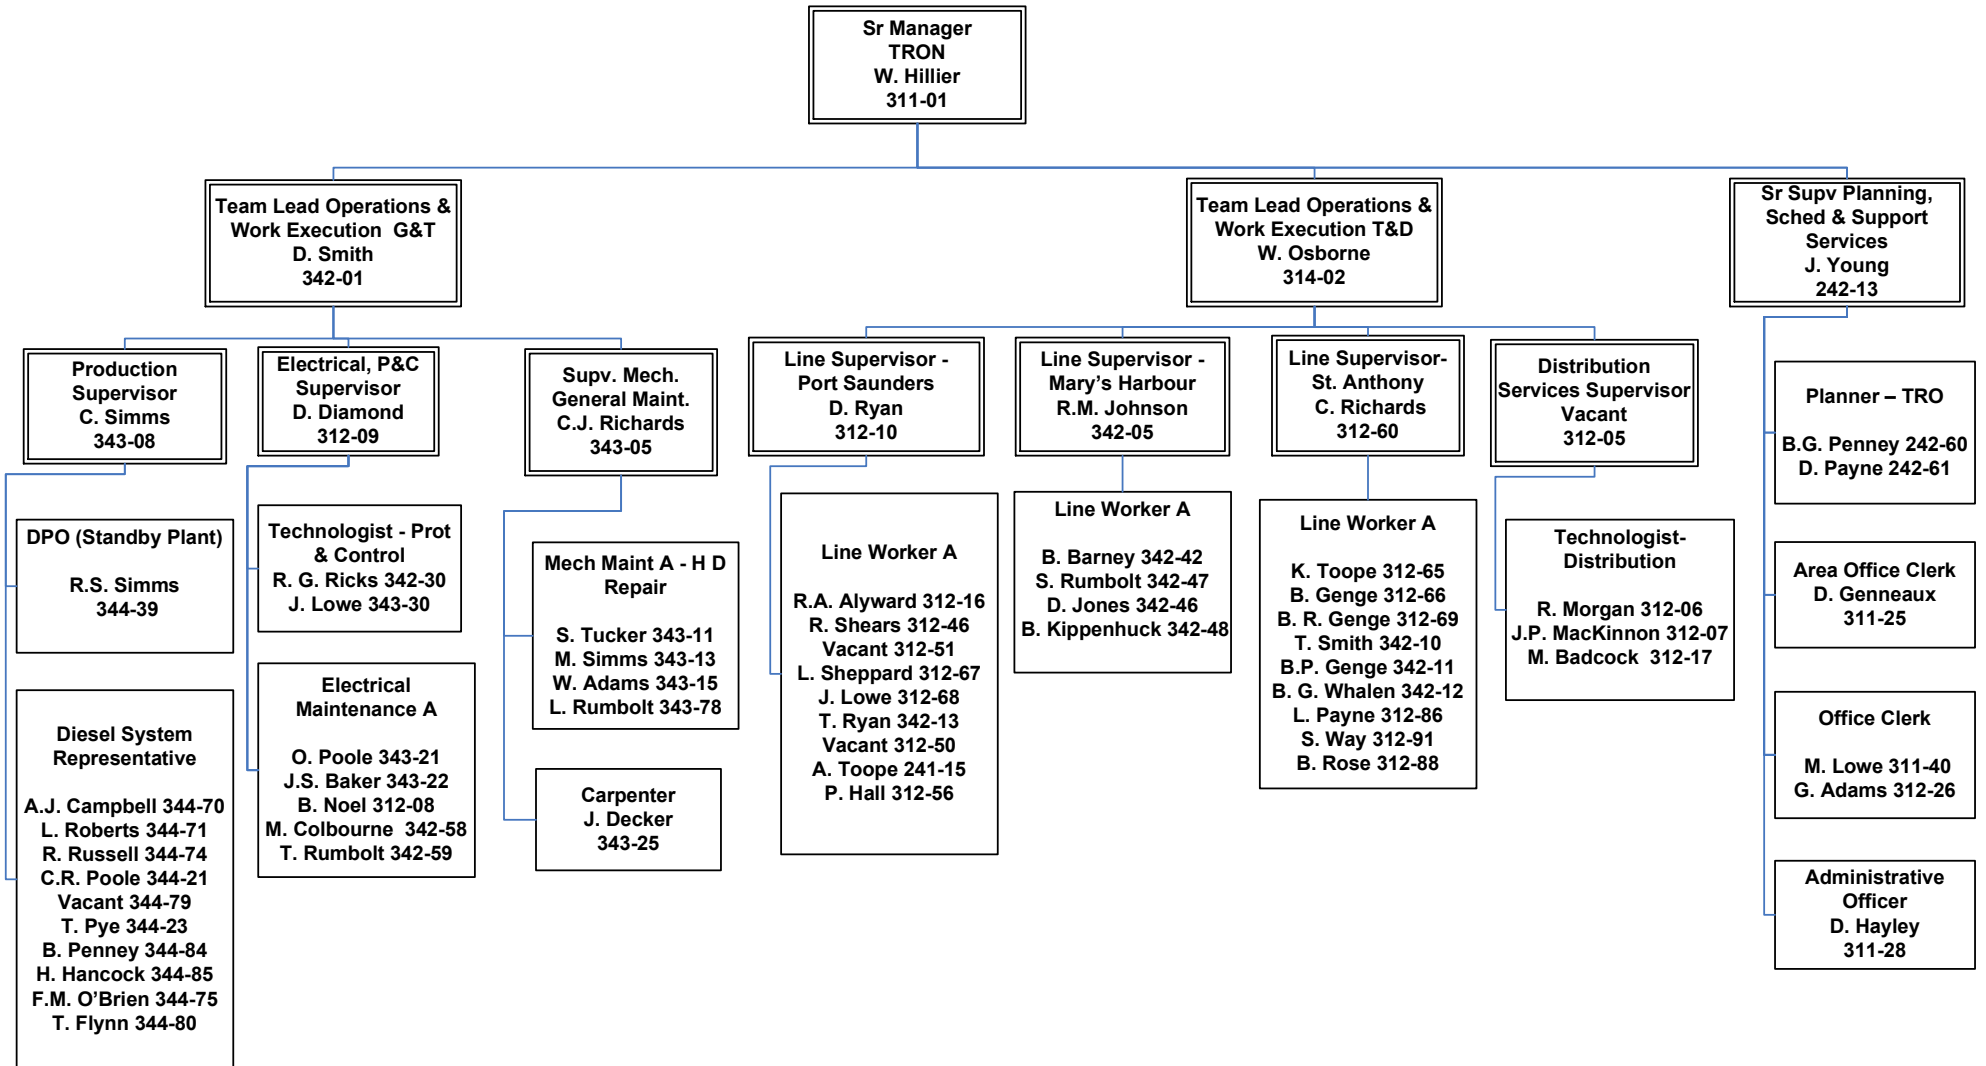 Sr Manager
TRON
W. Hillier
311-01
Team Lead Operations &
Work Execution  G&T
D. Smith
342-01
Team Lead Operations &
Work Execution T&D
W. Osborne
314-02
Sr Supv Planning,
Sched & Support
Services
J. Young
242-13
Production
Supervisor
C. Simms
343-08
Electrical, P&C
Supervisor
D. Diamond
312-09
Supv. Mech.
General Maint.
C.J. Richards
343-05
Line Supervisor -
Port Saunders
D. Ryan
312-10
Line Supervisor -
Mary's Harbour
R.M. Johnson
342-05
Line Supervisor-
St. Anthony
C. Richards
312-60
Distribution
Services Supervisor
Vacant
312-05
Planner – TRO
B.G. Penney 242-60
D. Payne 242-61
DPO (Standby Plant)
R.S. Simms
344-39
Technologist - Prot
& Control
R. G. Ricks 342-30
J. Lowe 343-30
Mech Maint A - H D
Repair
S. Tucker 343-11
M. Simms 343-13
W. Adams 343-15
L. Rumbolt 343-78
Line Worker A
R.A. Alyward 312-16
R. Shears 312-46
Vacant 312-51
L. Sheppard 312-67
J. Lowe 312-68
T. Ryan 342-13
Vacant 312-50
A. Toope 241-15
P. Hall 312-56
Line Worker A
B. Barney 342-42
S. Rumbolt 342-47
D. Jones 342-46
B. Kippenhuck 342-48
Line Worker A
K. Toope 312-65
B. Genge 312-66
B. R. Genge 312-69
T. Smith 342-10
B.P. Genge 342-11
B. G. Whalen 342-12
L. Payne 312-86
S. Way 312-91
B. Rose 312-88
Technologist-
Distribution
R. Morgan 312-06
J.P. MacKinnon 312-07
M. Badcock  312-17
Area Office Clerk
D. Genneaux
311-25
Diesel System
Representative
A.J. Campbell 344-70
L. Roberts 344-71
R. Russell 344-74
C.R. Poole 344-21
Vacant 344-79
T. Pye 344-23
B. Penney 344-84
H. Hancock 344-85
F.M. O'Brien 344-75
T. Flynn 344-80
Electrical
Maintenance A
O. Poole 343-21
J.S. Baker 343-22
B. Noel 312-08
M. Colbourne  342-58
T. Rumbolt 342-59
Carpenter
J. Decker
343-25
Office Clerk
M. Lowe 311-40
G. Adams 312-26
Administrative
Officer
D. Hayley
311-28